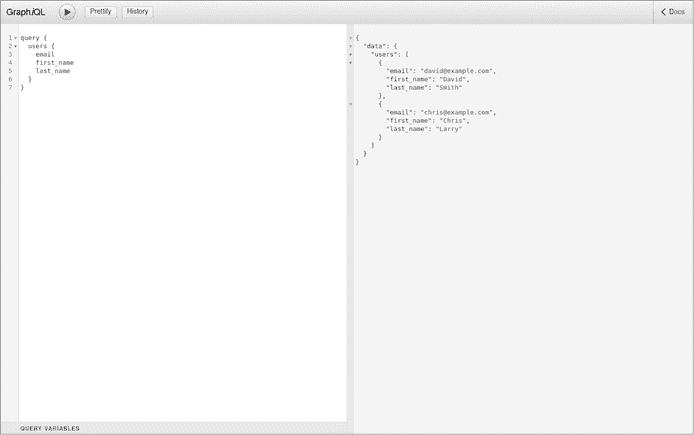 GraphiQL Prettify History Docs
1 query {
2 users {
3 email
4 first_name
5 last_name
6 }
7 }
{
"data": {
"users": [
{
"email": "david@example.com",
"first_name": "David",
"last_name": "Smith"
},
{
"email": "chris@example.com",
"first_name": "Chris",
"last_name": "Larry"
}
]
}
}
QUERY VARIABLES